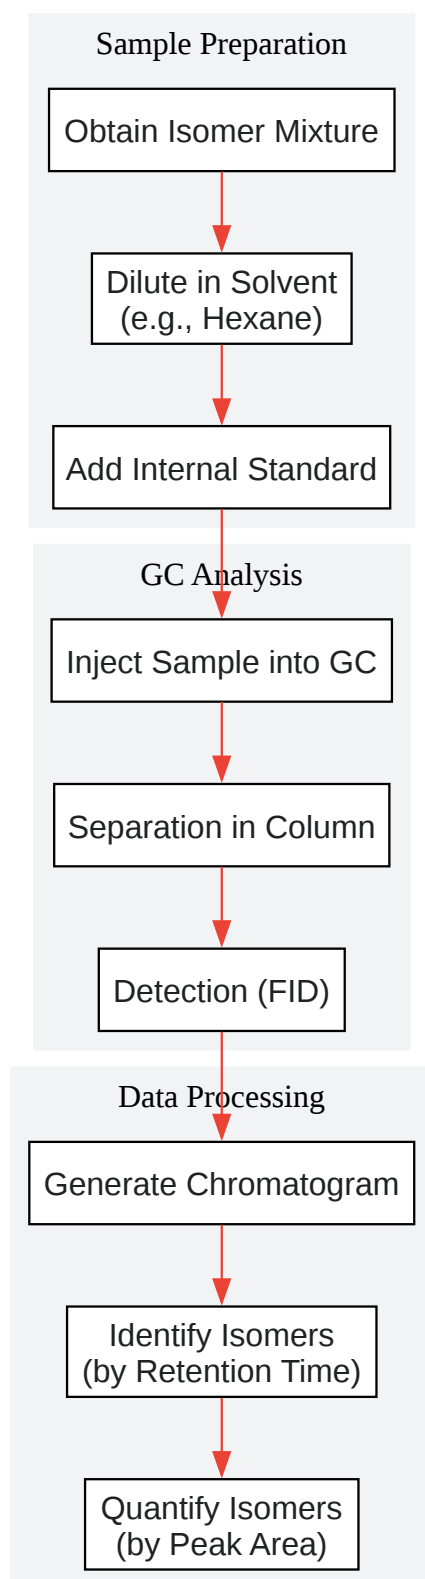 Sample Preparation
Obtain Isomer Mixture
Dilute in Solvent
(e.g., Hexane)
Add Internal Standard
GC Analysis
Inject Sample into GC
Separation in Column
Detection (FID)
Data Processing
Generate Chromatogram
Identify Isomers
(by Retention Time)
Quantify Isomers
(by Peak Area)